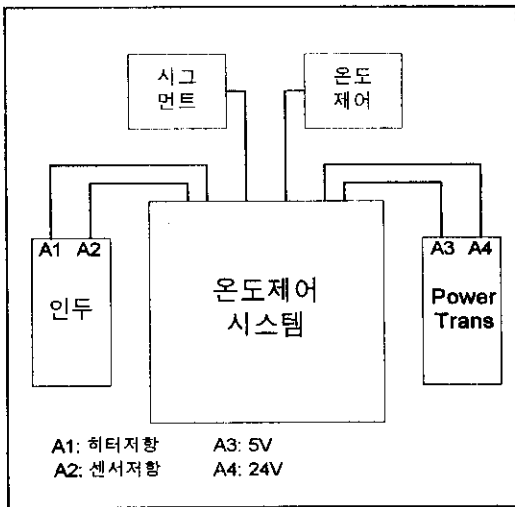 시그
먼트
온도
제어
A1 A2
인두
온도제어
시스템
A3 A4
Power
Trans
A1: 히터저항 A3: 5V
A2: 센서저항 A4: 24V